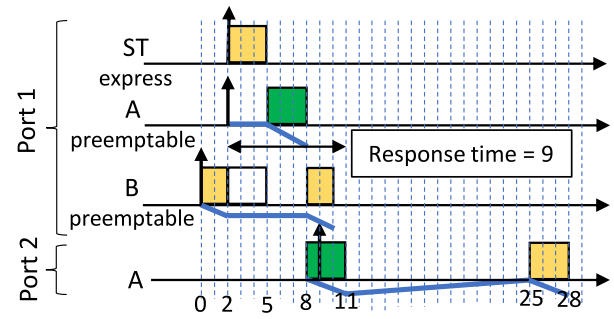 Port 1
ST
express
A
preemptable
Response time = 9
B
preemptable
Port 2
A
0 2 5 8 11 25 28